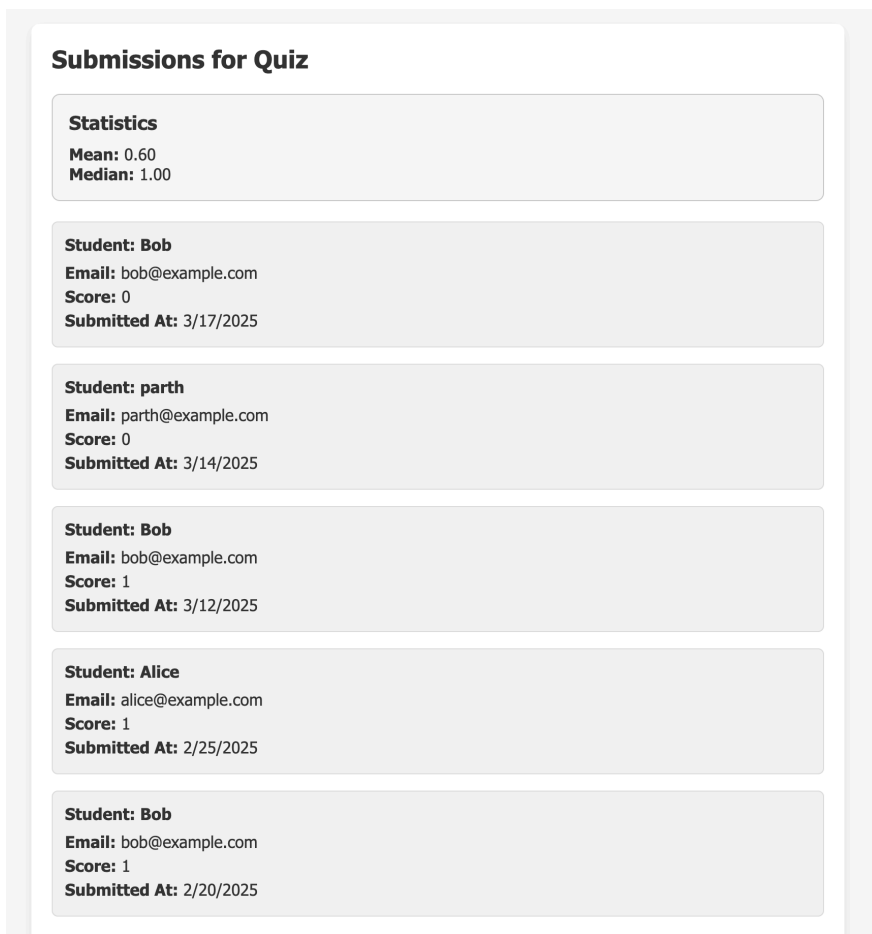 Submissions for Quiz
Statistics
Mean: 0.60
Median: 1.00
Student: Bob
Email: bob@example.com
Score: 0
Submitted At: 3/17/2025
Student: parth
Email: parth@example.com
Score: 0
Submitted At: 3/14/2025
Student: Bob
Email: bob@example.com
Score: 1
Submitted At: 3/12/2025
Student: Alice
Email: alice@example.com
Score: 1
Submitted At: 2/25/2025
Student: Bob
Email: bob@example.com
Score: 1
Submitted At: 2/20/2025